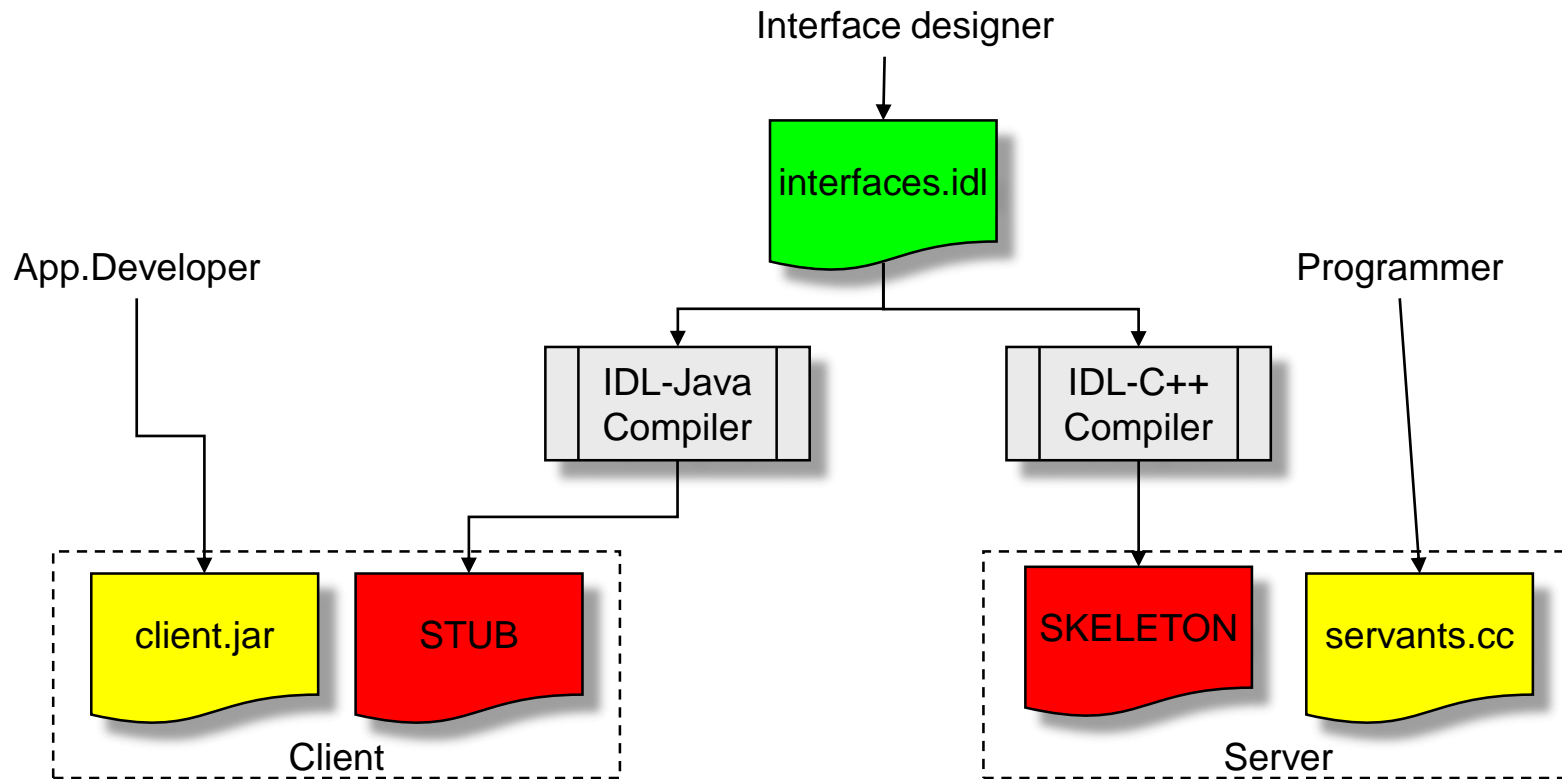 Interface designer
interfaces.idl
App.Developer
Programmer
IDL-Java
Compiler
IDL-C++
Compiler
client.jar
STUB
SKELETON
servants.cc
Client
Server